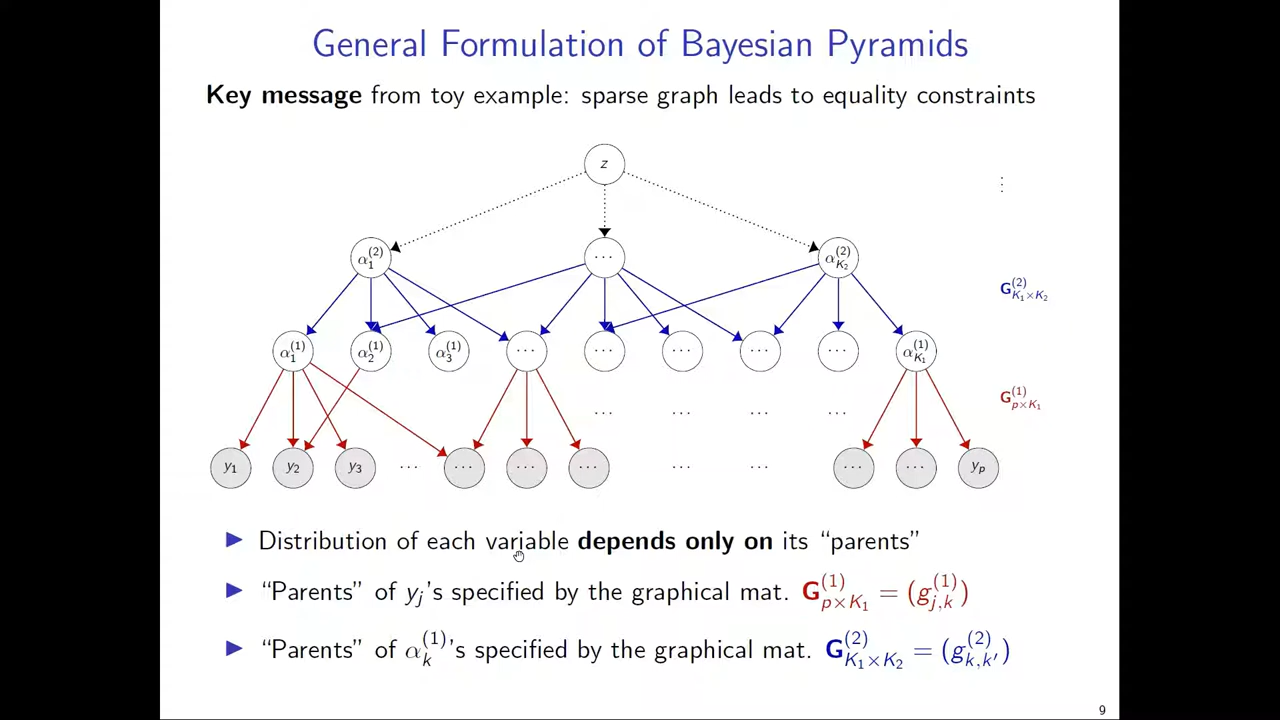 General Formulation of Bayesian Pyramids
Key message from toy example: sparse graph leads to equality constraints
z
⋮
α₁⁽²⁾ ··· α_{K₂}⁽²⁾
G⁽²⁾_{K₁×K₂}
α₁⁽¹⁾ α₂⁽¹⁾ α₃⁽¹⁾ ··· ··· ··· ··· ··· α_{K₁}⁽¹⁾
G⁽¹⁾_{p×K₁}
··· ··· ··· ···
y₁ y₂ y₃ ··· ··· ··· ··· ··· ··· ··· ··· y_p
▶ Distribution of each variable depends only on its “parents”
▶ “Parents” of y_j’s specified by the graphical mat. G⁽¹⁾_{p×K₁} = (g⁽¹⁾_{j,k})
▶ “Parents” of α_k⁽¹⁾’s specified by the graphical mat. G⁽²⁾_{K₁×K₂} = (g⁽²⁾_{k,k′})
9